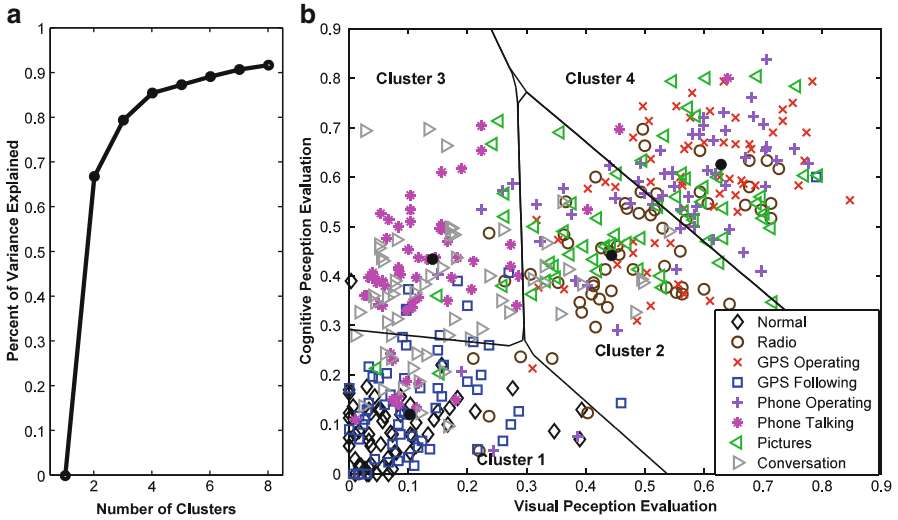 a
1
0.9
0.8
0.7
0.6
0.5
0.4
0.3
0.2
0.1
0
2
4
6
8
Percent of Variance Explained
Number of Clusters
b
0.9
0.8
0.7
0.6
0.5
0.4
0.3
0.2
0.1
0
0
0.1
0.2
0.3
0.4
0.5
0.6
0.7
0.8
0.9
Cognitive Peception Evaluation
Visual Peception Evaluation
Cluster 3
Cluster 4
Cluster 2
Cluster 1
Normal
Radio
GPS Operating
GPS Following
Phone Operating
Phone Talking
Pictures
Conversation